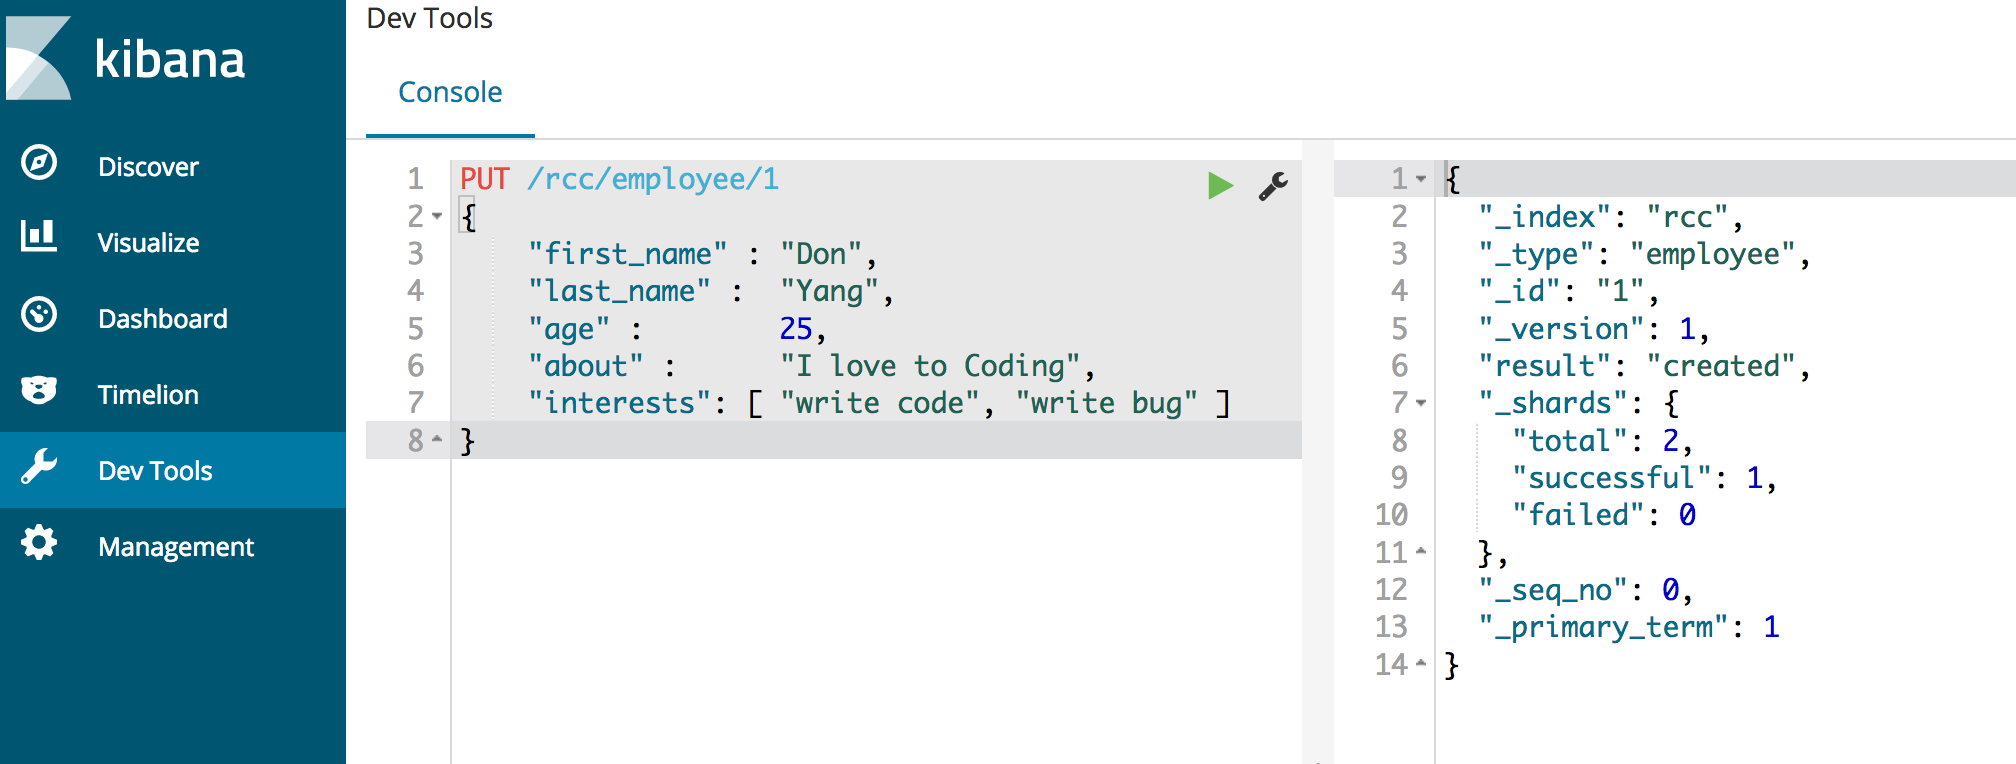 kibana
Discover
Visualize
Dashboard
Timelion
Dev Tools
Management
Dev Tools
Console
1 PUT /rcc/employee/1
2 {
3 "first_name" : "Don",
4 "last_name" : "Yang",
5 "age" : 25,
6 "about" : "I love to Coding",
7 "interests": [ "write code", "write bug" ]
8 }
1 {
2 "_index": "rcc",
3 "_type": "employee",
4 "_id": "1",
5 "_version": 1,
6 "result": "created",
7 "_shards": {
8 "total": 2,
9 "successful": 1,
10 "failed": 0
11 },
12 "_seq_no": 0,
13 "_primary_term": 1
14 }